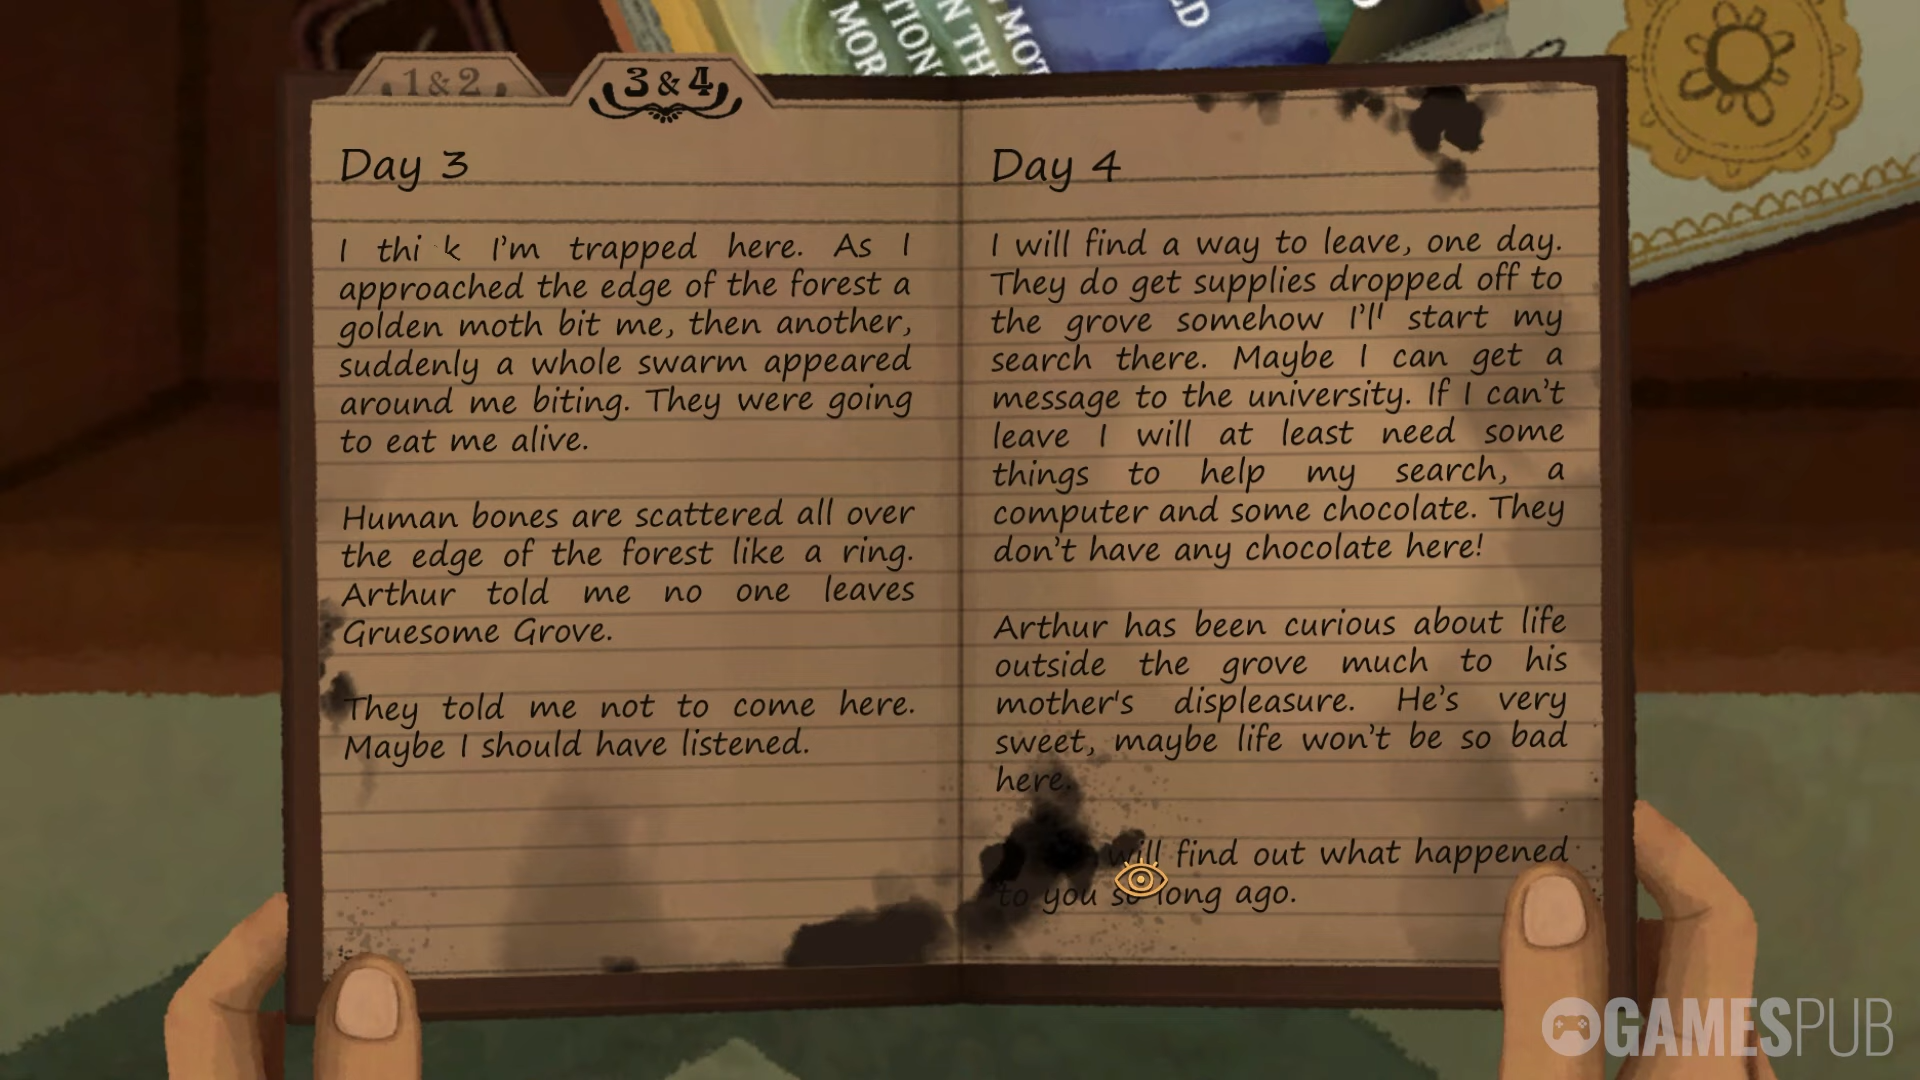 MOR
TION
N TH
MOT
LD
1 & 2
3 & 4
Day 3
I thi k I'm trapped here. As I
approached the edge of the forest a
golden moth bit me, then another,
suddenly a whole swarm appeared
around me biting. They were going
to eat me alive.
Human bones are scattered all over
the edge of the forest like a ring.
Arthur told me no one leaves
Gruesome Grove.
They told me not to come here.
Maybe I should have listened.
Day 4
I will find a way to leave, one day.
They do get supplies dropped off to
the grove somehow I'll start my
search there. Maybe I can get a
message to the university. If I can't
leave I will at least need some
things to help my search, a
computer and some chocolate. They
don't have any chocolate here!
Arthur has been curious about life
outside the grove much to his
mother's displeasure. He's very
sweet, maybe life won't be so bad
here.
will find out what happened
to you so long ago.
GAMESPUB